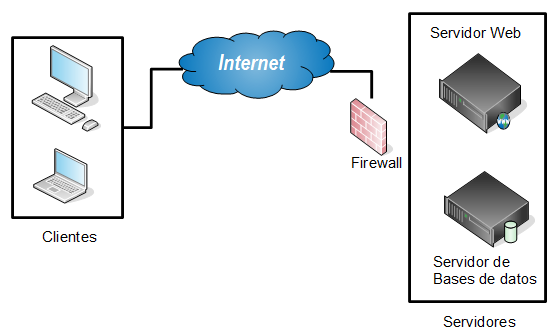 Servidor Web
Internet
Firewall
Clientes
Servidor de
Bases de datos
Servidores